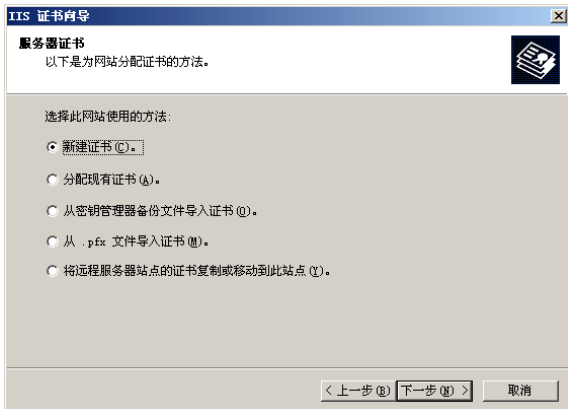 IIS 证书向导
服务器证书
以下是为网站分配证书的方法。
选择此网站使用的方法:
新建证书(C)。
分配现有证书(A)。
从密钥管理器备份文件导入证书(O)。
从 .pfx 文件导入证书(M)。
将远程服务器站点的证书复制或移动到此站点(Y)。
< 上一步(B) 下一步(N) > 取消